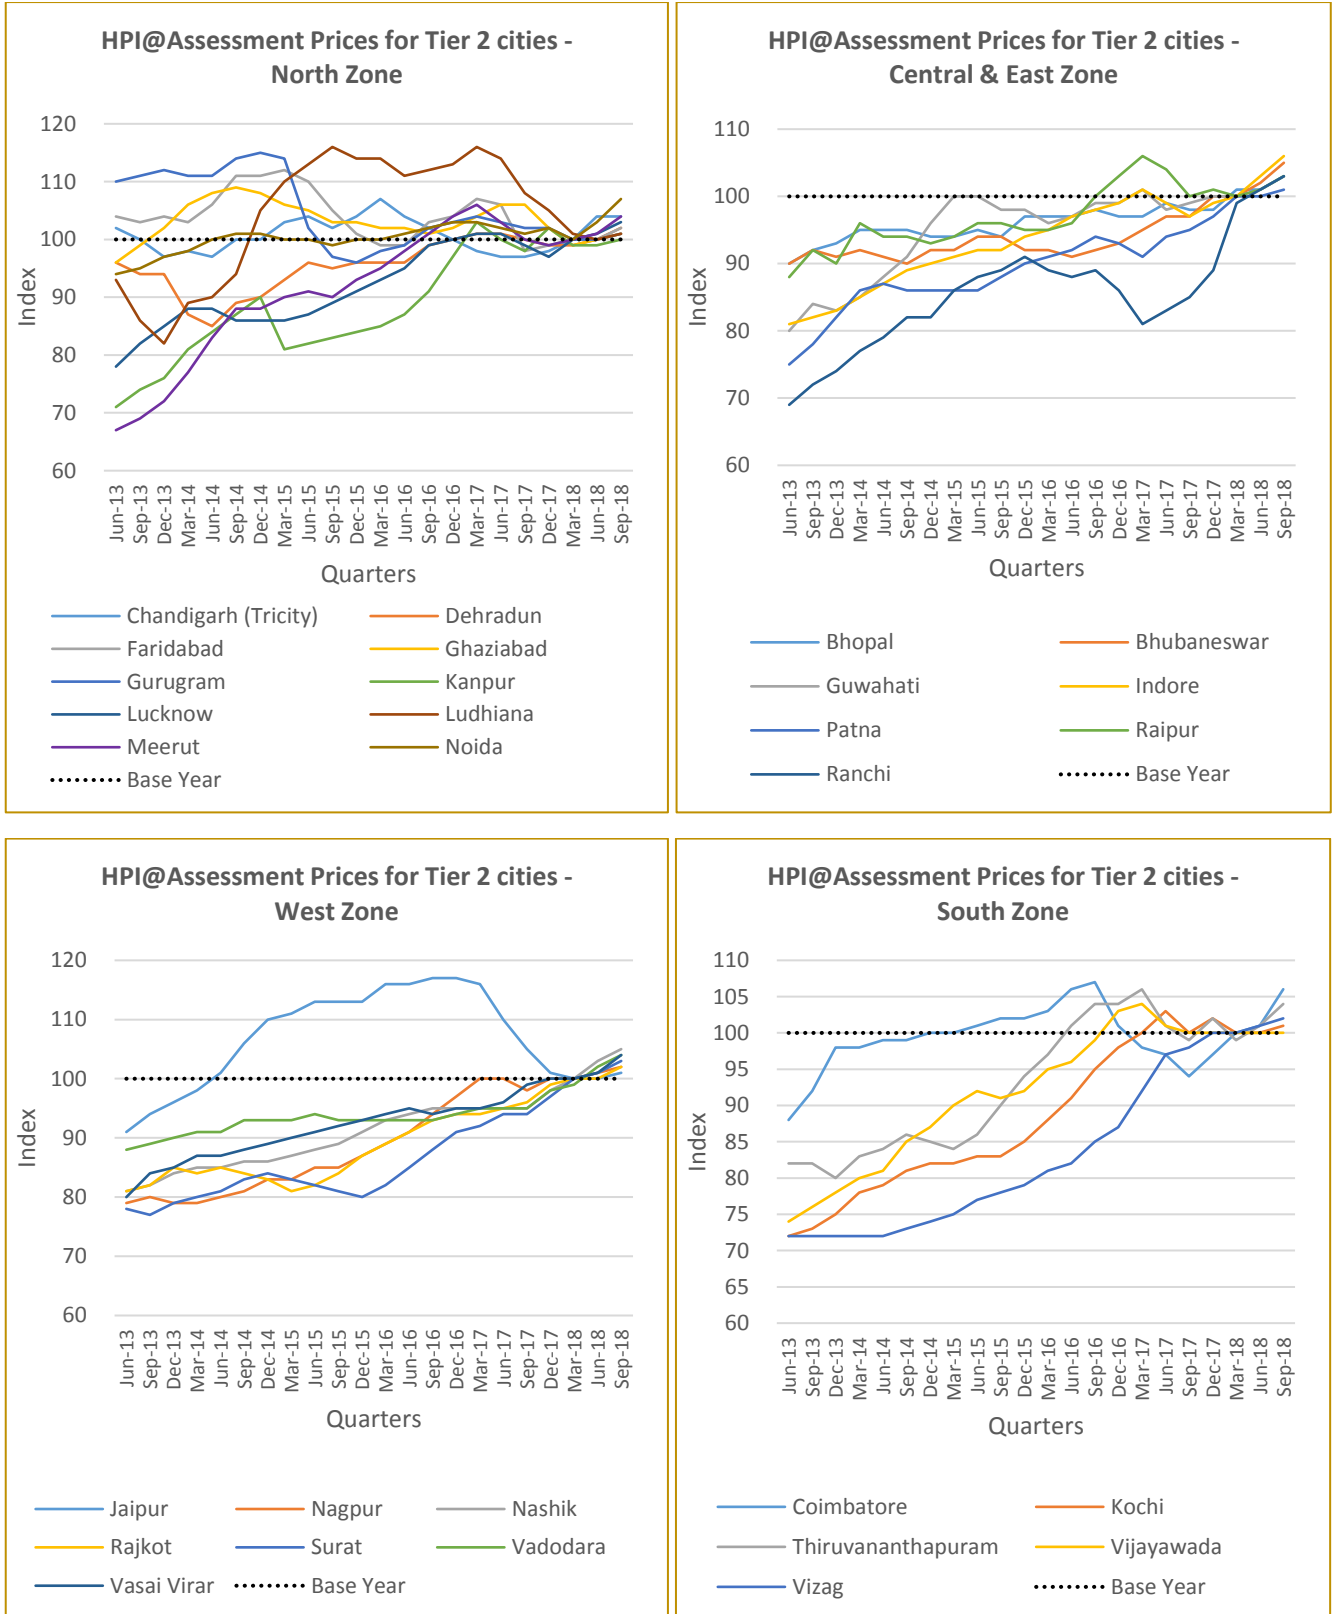 HPI@Assessment Prices for Tier 2 cities -
North Zone
120
110
100
90
80
70
60
Index
Jun-13
Sep-13
Dec-13
Mar-14
Jun-14
Sep-14
Dec-14
Mar-15
Jun-15
Sep-15
Dec-15
Mar-16
Jun-16
Sep-16
Dec-16
Mar-17
Jun-17
Sep-17
Dec-17
Mar-18
Jun-18
Sep-18
Quarters
Chandigarh (Tricity) Dehradun
Faridabad Ghaziabad
Gurugram Kanpur
Lucknow Ludhiana
Meerut Noida
Base Year
HPI@Assessment Prices for Tier 2 cities -
Central & East Zone
110
100
90
80
70
60
Index
Jun-13
Sep-13
Dec-13
Mar-14
Jun-14
Sep-14
Dec-14
Mar-15
Jun-15
Sep-15
Dec-15
Mar-16
Jun-16
Sep-16
Dec-16
Mar-17
Jun-17
Sep-17
Dec-17
Mar-18
Jun-18
Sep-18
Quarters
Bhopal Bhubaneswar
Guwahati Indore
Patna Raipur
Ranchi Base Year
HPI@Assessment Prices for Tier 2 cities -
West Zone
120
110
100
90
80
70
60
Index
Jun-13
Sep-13
Dec-13
Mar-14
Jun-14
Sep-14
Dec-14
Mar-15
Jun-15
Sep-15
Dec-15
Mar-16
Jun-16
Sep-16
Dec-16
Mar-17
Jun-17
Sep-17
Dec-17
Mar-18
Jun-18
Sep-18
Quarters
Jaipur Nagpur Nashik
Rajkot Surat Vadodara
Vasai Virar Base Year
HPI@Assessment Prices for Tier 2 cities -
South Zone
110
105
100
95
90
85
80
75
70
65
60
Index
Jun-13
Sep-13
Dec-13
Mar-14
Jun-14
Sep-14
Dec-14
Mar-15
Jun-15
Sep-15
Dec-15
Mar-16
Jun-16
Sep-16
Dec-16
Mar-17
Jun-17
Sep-17
Dec-17
Mar-18
Jun-18
Sep-18
Quarters
Coimbatore Kochi
Thiruvananthapuram Vijayawada
Vizag Base Year